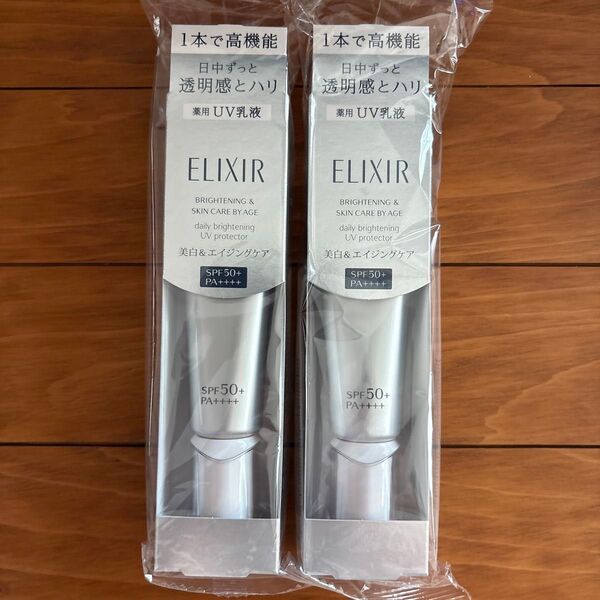 1本で高機能
日中ずっと
透明感とハリ
薬用 UV乳液
ELIXIR
BRIGHTENING &
SKIN CARE BY AGE
daily brightening
UV protector
美白&エイジングケア
SPF50+
PA++++
SPF50+
PA++++
1本で高機能
日中ずっと
透明感とハリ
薬用 UV乳液
ELIXIR
BRIGHTENING &
SKIN CARE BY AGE
daily brightening
UV protector
美白&エイジングケア
SPF50+
PA++++
SPF50+
PA++++